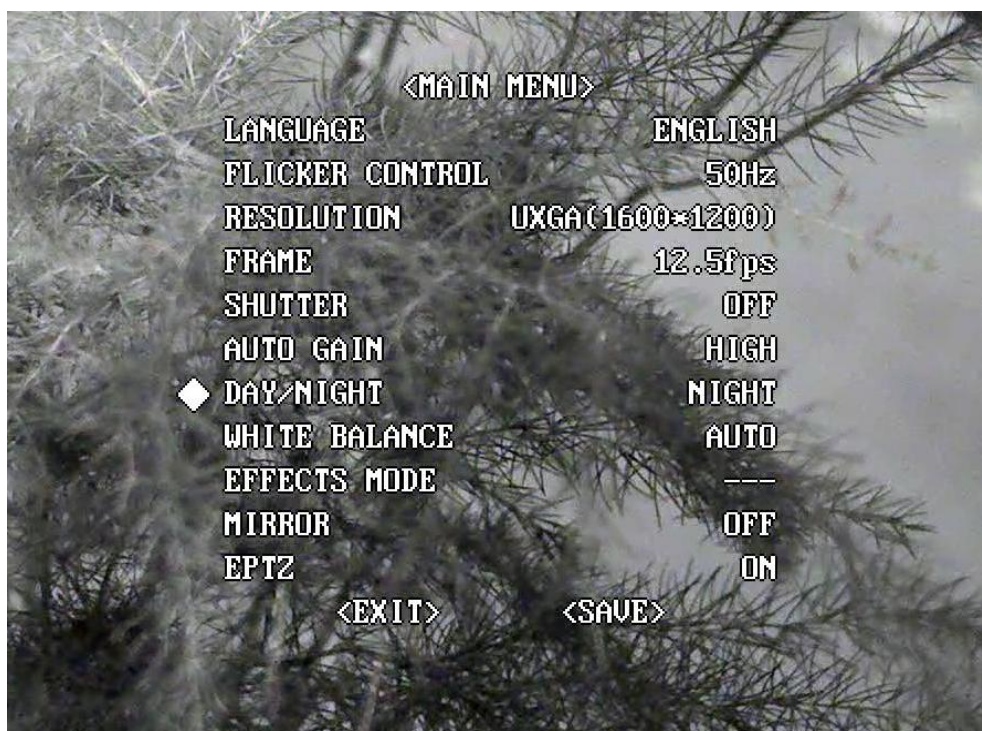 <MAIN MENU>
LANGUAGE ENGLISH
FLICKER CONTROL 50Hz
RESOLUTION UXGA(1600*1200)
FRAME 12.5fps
SHUTTER OFF
AUTO GAIN HIGH
DAY/NIGHT NIGHT
WHITE BALANCE AUTO
EFFECTS MODE ---
MIRROR OFF
EPTZ ON
<EXIT> <SAVE>